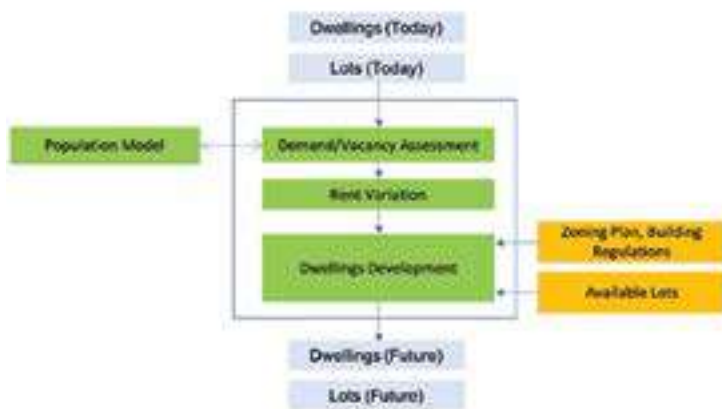 Dwellings (Today)
Lots (Today)
Population Model
Demand/Vacancy Assessment
Rent Variation
Zoning Plan, Building
Regulations
Dwellings Development
Available Lots
Dwellings (Future)
Lots (Future)